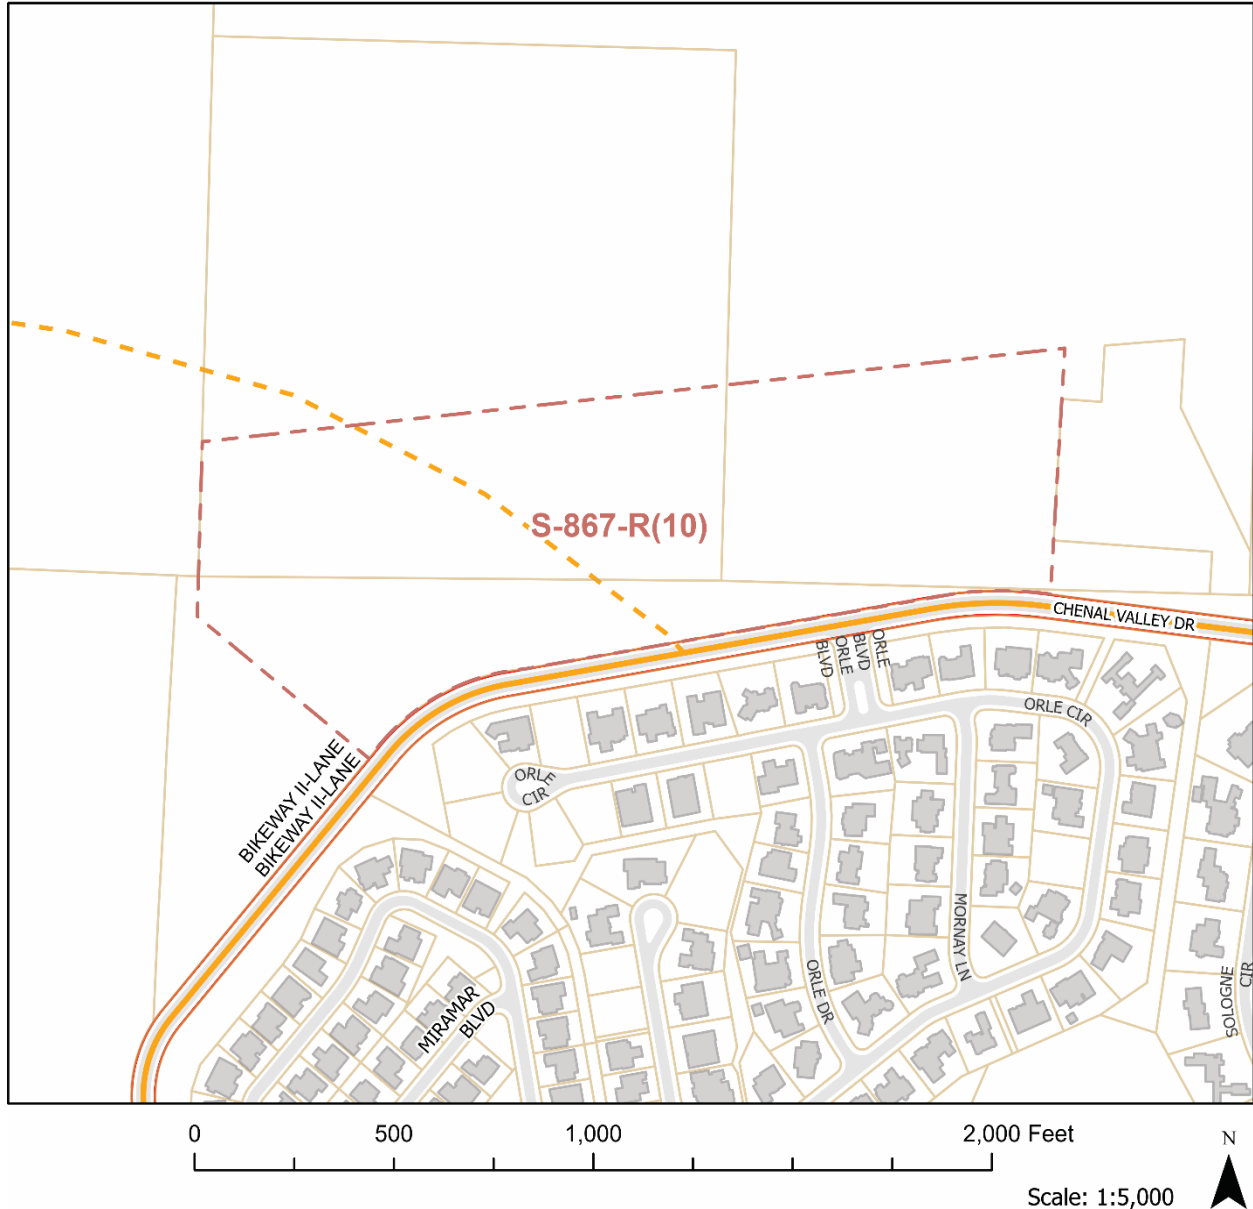 S-867-R(10)
CHENAL VALLEY DR
ORLE
BLVD
ORLE
BLVD
ORLE CIR
BIKEWAY II-LANE
BIKEWAY II-LANE
ORLE
CIR
MORNAY LN
ORLE DR
MIRAMAR
BLVD
SOLOGNE
CIR
0 500 1,000 2,000 Feet
N
Scale: 1:5,000